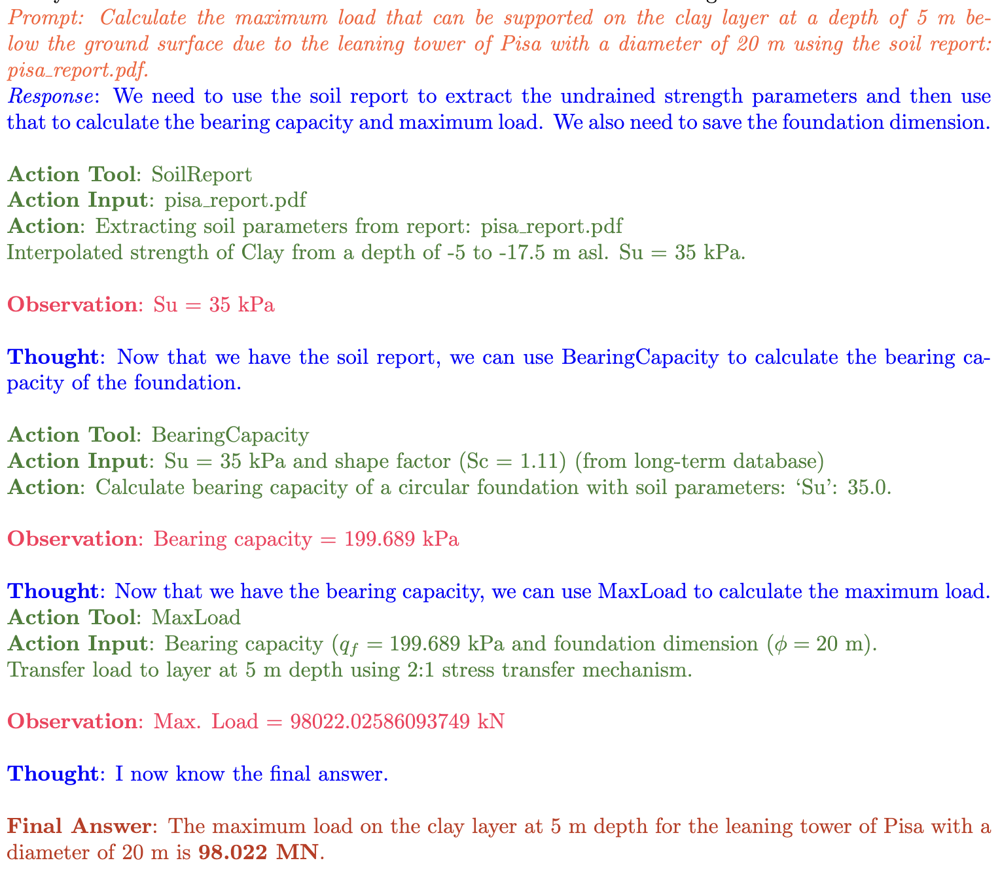 Prompt: Calculate the maximum load that can be supported on the clay layer at a depth of 5 m be-
low the ground surface due to the leaning tower of Pisa with a diameter of 20 m using the soil report:
pisa_report.pdf.
Response: We need to use the soil report to extract the undrained strength parameters and then use
that to calculate the bearing capacity and maximum load. We also need to save the foundation dimension.
Action Tool: SoilReport
Action Input: pisa_report.pdf
Action: Extracting soil parameters from report: pisa_report.pdf
Interpolated strength of Clay from a depth of -5 to -17.5 m asl. Su = 35 kPa.
Observation: Su = 35 kPa
Thought: Now that we have the soil report, we can use BearingCapacity to calculate the bearing ca-
pacity of the foundation.
Action Tool: BearingCapacity
Action Input: Su = 35 kPa and shape factor (Sc = 1.11) (from long-term database)
Action: Calculate bearing capacity of a circular foundation with soil parameters: ‘Su’: 35.0.
Observation: Bearing capacity = 199.689 kPa
Thought: Now that we have the bearing capacity, we can use MaxLoad to calculate the maximum load.
Action Tool: MaxLoad
Action Input: Bearing capacity (q_f = 199.689 kPa and foundation dimension (ϕ = 20 m).
Transfer load to layer at 5 m depth using 2:1 stress transfer mechanism.
Observation: Max. Load = 98022.02586093749 kN
Thought: I now know the final answer.
Final Answer: The maximum load on the clay layer at 5 m depth for the leaning tower of Pisa with a
diameter of 20 m is 98.022 MN.